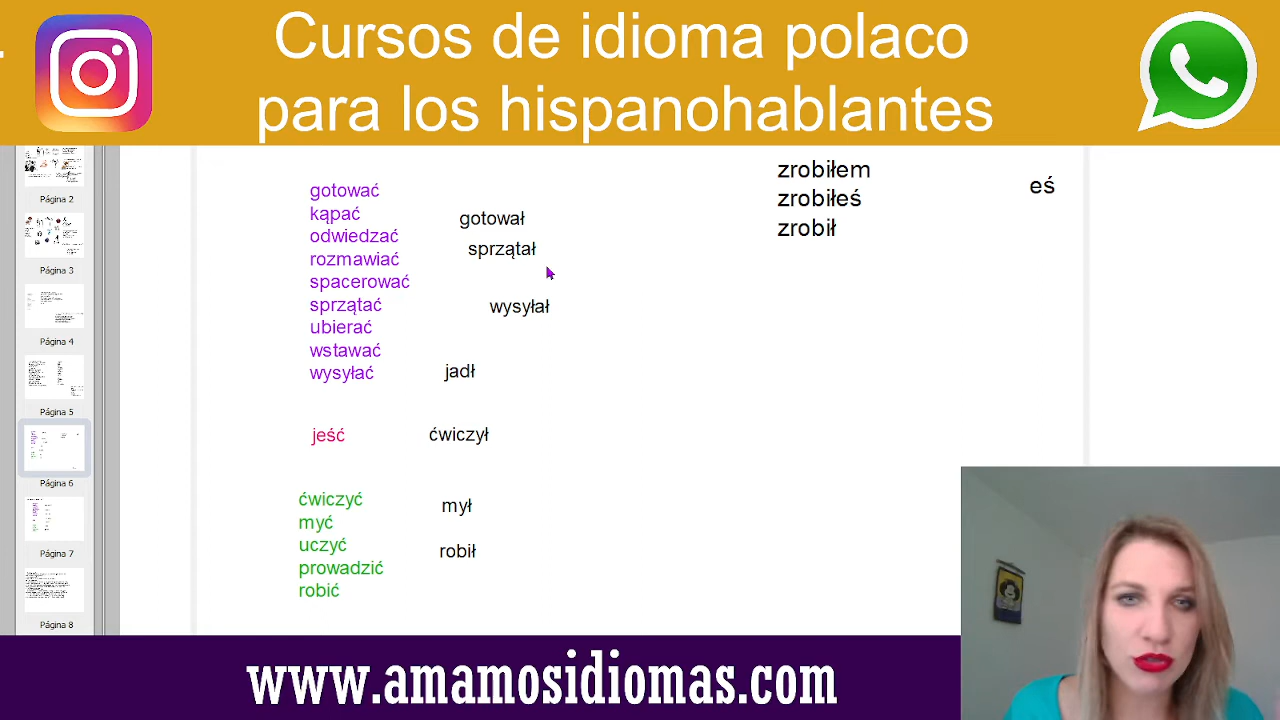 Cursos de idioma polaco
para los hispanohablantes
Página 2
Página 3
Página 4
Página 5
Página 6
Página 7
Página 8
gotować
kąpać
odwiedzać
rozmawiać
spacerować
sprzątać
ubierać
wstawać
wysyłać
gotował
sprzątał
wysyłał
jadł
jeść
ćwiczył
ćwiczyć
myć
uczyć
prowadzić
robić
mył
robił
zrobiłem
zrobiłeś
zrobił
eś
www.amamosidiomas.com